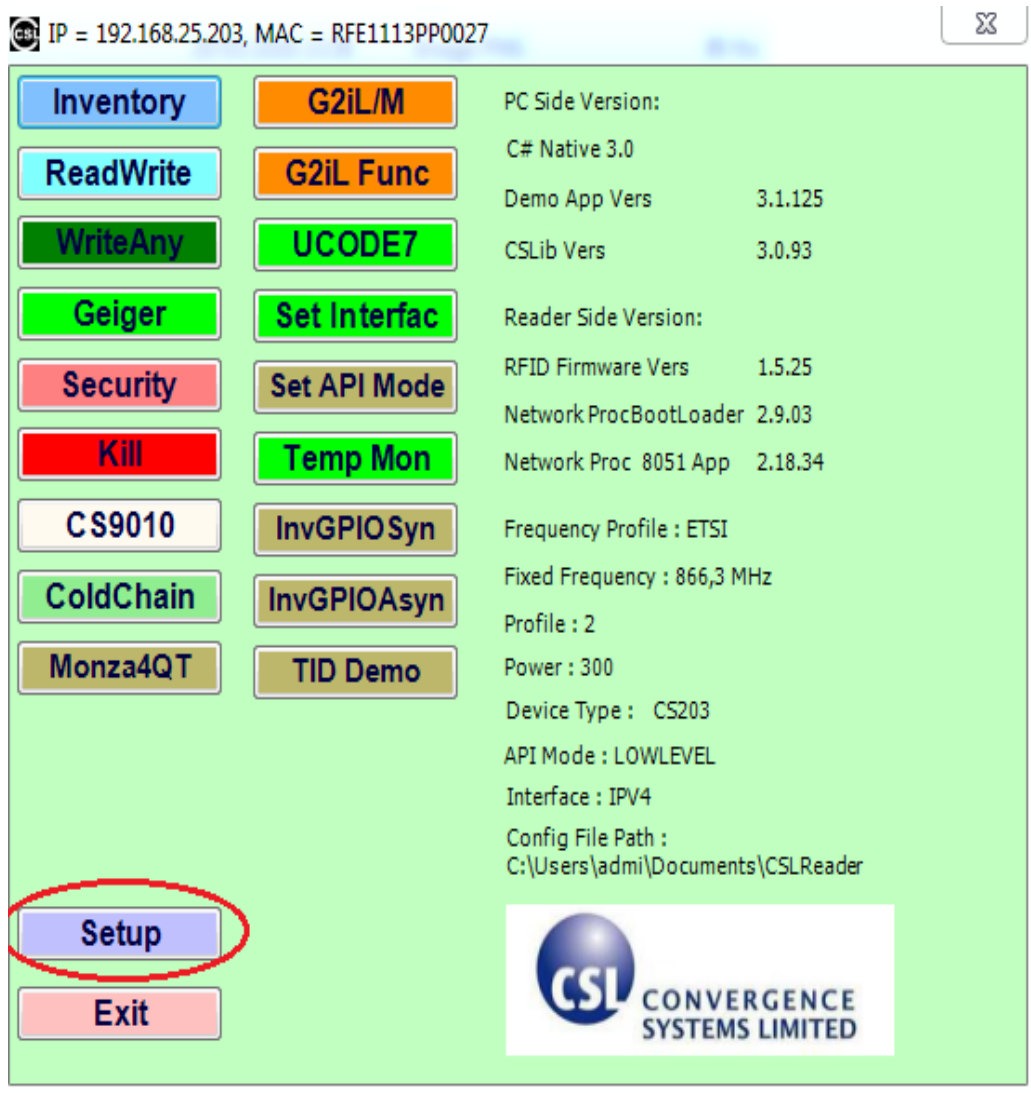 CSL IP = 192.168.25.203, MAC = RFE1113PP0027
Inventory
ReadWrite
WriteAny
Geiger
Security
Kill
CS9010
ColdChain
Monza4QT
Setup
Exit
G2iL/M
G2iL Func
UCODE7
Set Interfac
Set API Mode
Temp Mon
InvGPIOSyn
InvGPIOAsyn
TID Demo
PC Side Version:
C# Native 3.0
Demo App Vers 3.1.125
CSLib Vers 3.0.93
Reader Side Version:
RFID Firmware Vers 1.5.25
Network ProcBootLoader 2.9.03
Network Proc 8051 App 2.18.34
Frequency Profile : ETSI
Fixed Frequency : 866,3 MHz
Profile : 2
Power : 300
Device Type : CS203
API Mode : LOWLEVEL
Interface : IPV4
Config File Path :
C:\Users\admi\Documents\CSLReader
CSL
CONVERGENCE
SYSTEMS LIMITED